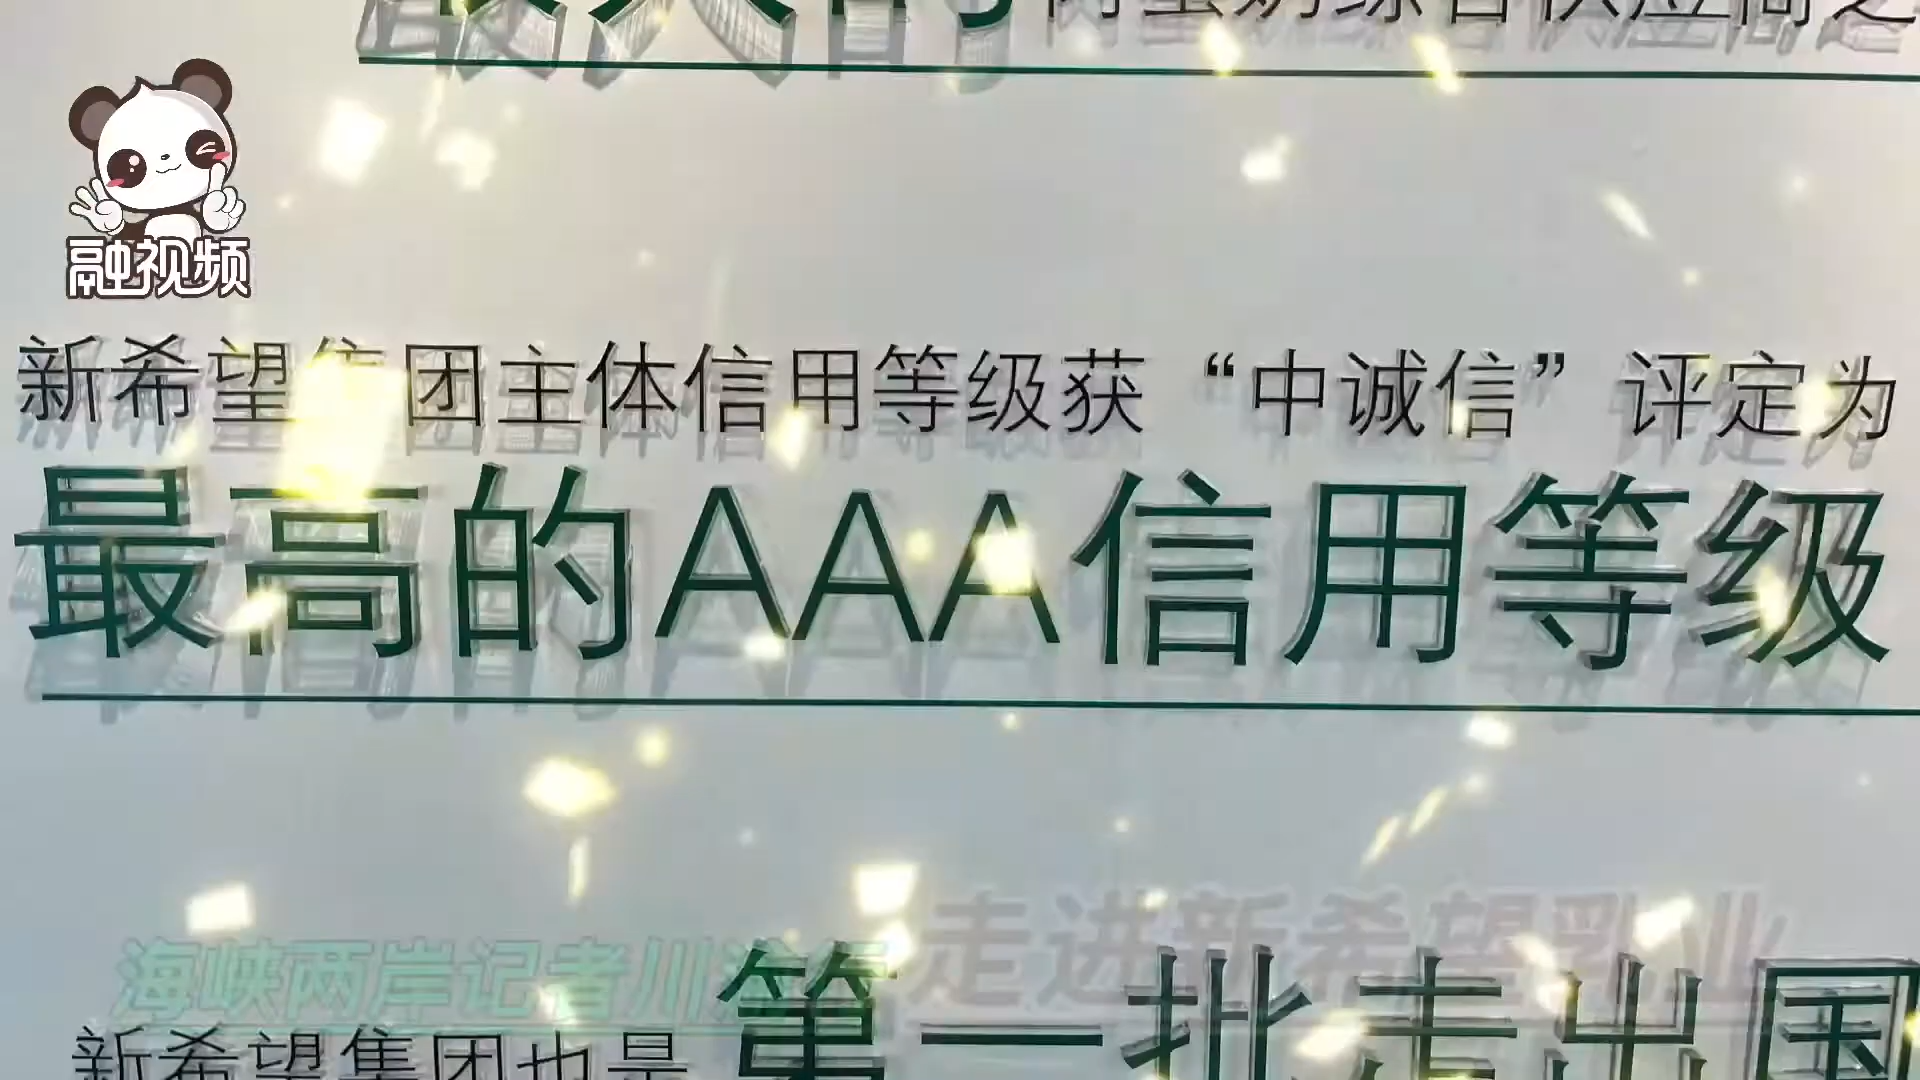 融视频
新希望集团主体信用等级获“中诚信”评定为
最高的AAA信用等级
海峡两岸记者川渝行
走进新希望乳业
新希望集团也是第一批走出国